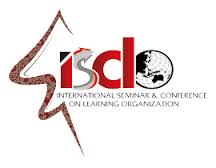 isclo
INTERNATIONAL SEMINAR & CONFERENCE
ON LEARNING ORGANIZATION